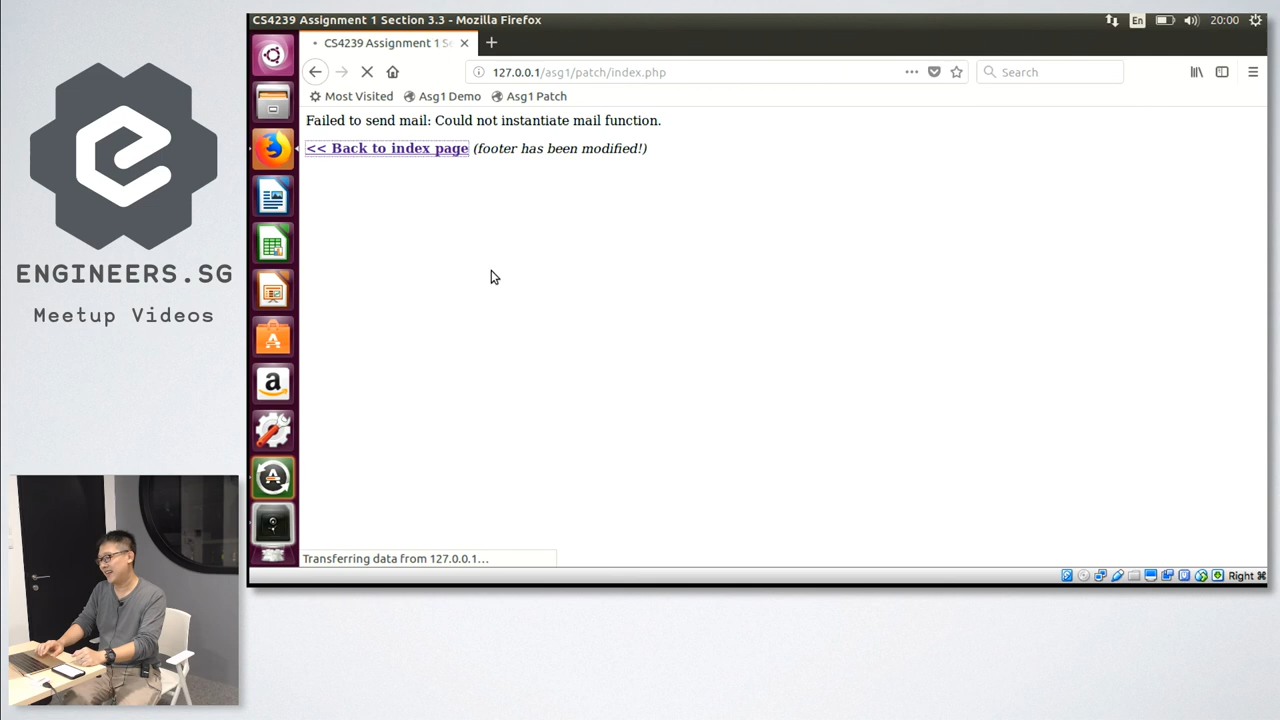 CS4239 Assignment 1 Section 3.3 - Mozilla Firefox
En
20:00
CS4239 Assignment 1 Se
127.0.0.1/asg1/patch/index.php
Search
Most Visited
Asg1 Demo
Asg1 Patch
Failed to send mail: Could not instantiate mail function.
<< Back to index page (footer has been modified!)
ENGINEERS.SG
Meetup Videos
Transferring data from 127.0.0.1...
Right ⌘